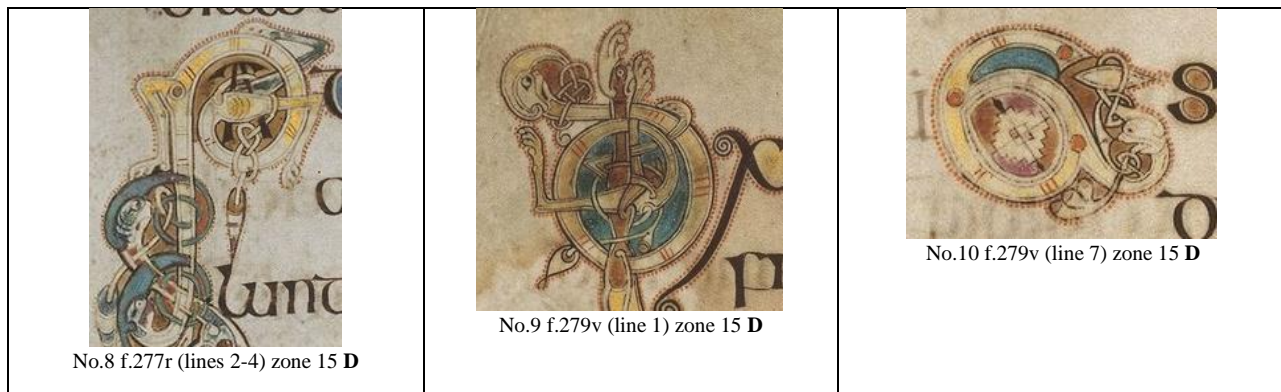 unt
No.8 f.277r (lines 2-4) zone 15 D
No.9 f.279v (line 1) zone 15 D
No.10 f.279v (line 7) zone 15 D